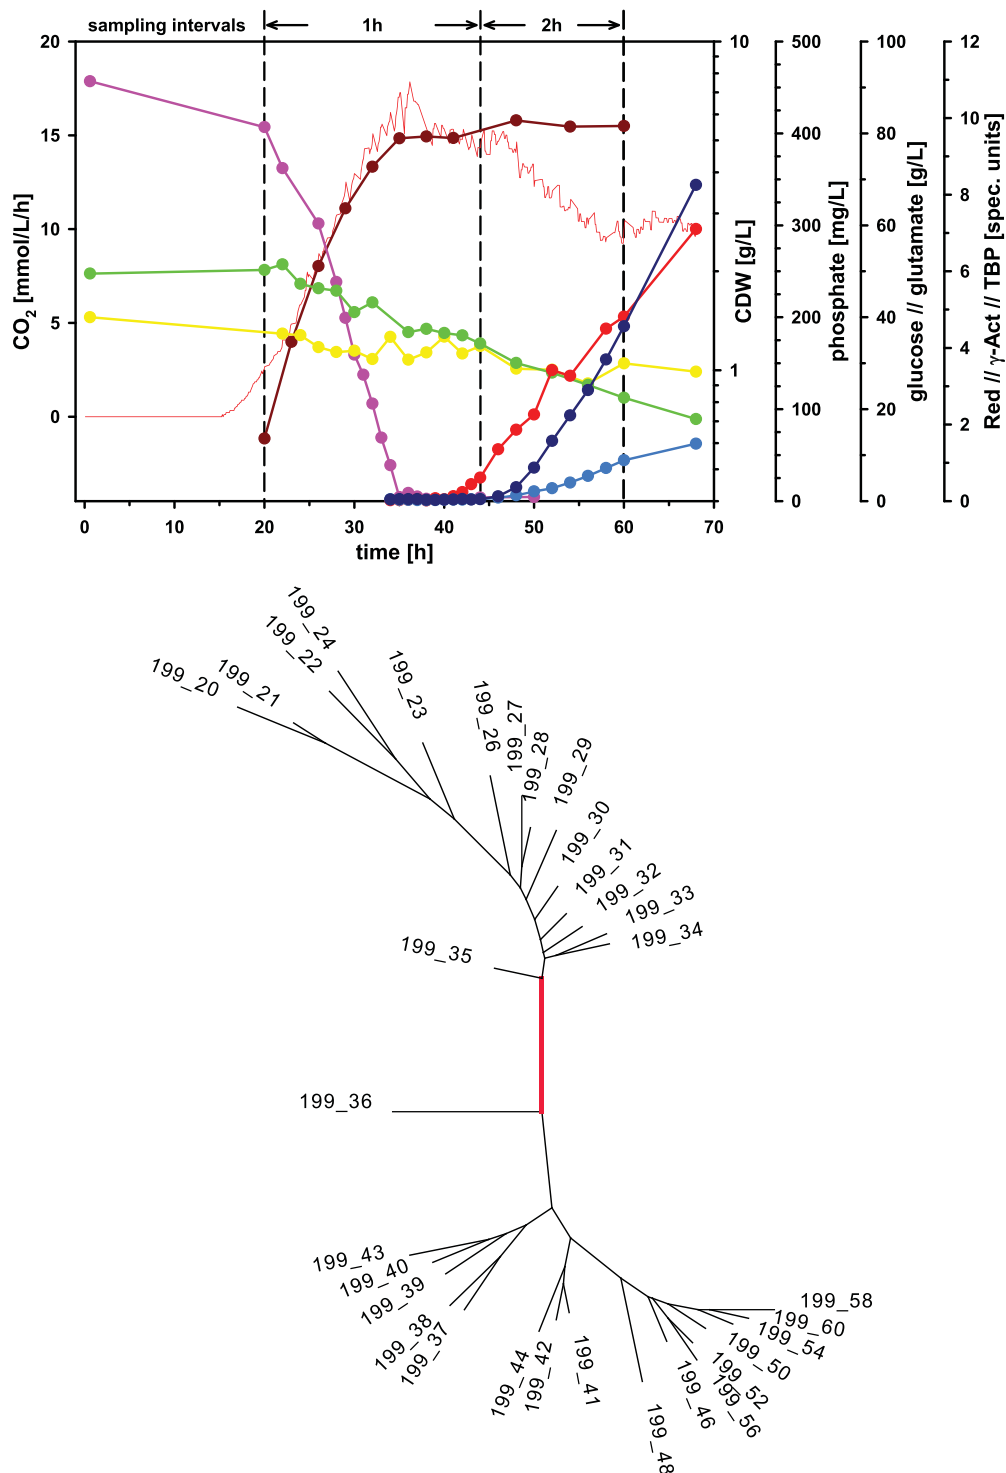 sampling intervals 1h 2h
20 10 500 100 12
15 400 80 10
10 300 60 8
5 200 40 6
0 1 100 20 4
0 0 2
0
0 10 20 30 40 50 60 70
time [h]
CO2 [mmol/L/h]
CDW [g/L]
phosphate [mg/L]
glucose // glutamate [g/L]
Red // γ-Act // TBP [spec. units]
199_24
199_22
199_21
199_20
199_23
199_26
199_27
199_28
199_29
199_30
199_31
199_32
199_33
199_34
199_35
199_36
199_43
199_40
199_39
199_38
199_37
199_44
199_42
199_41
199_48
199_46
199_56
199_52
199_50
199_54
199_60
199_58